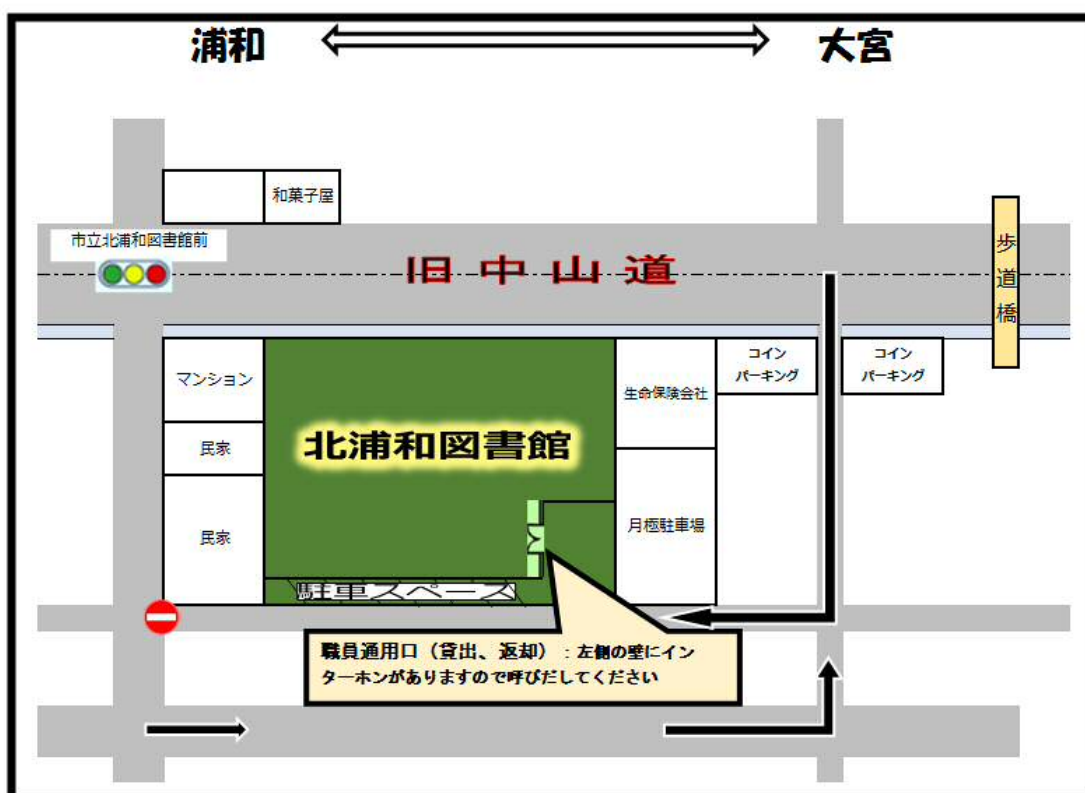 浦和
大宮
和菓子屋
市立北浦和図書館前
旧中山道
歩道橋
マンション
民家
民家
北浦和図書館
生命保険会社
コイン
パーキング
コイン
パーキング
月極駐車場
駐車スペース
職員通用口（貸出、返却）：左側の壁にイン
ターホンがありますので呼びだしてください